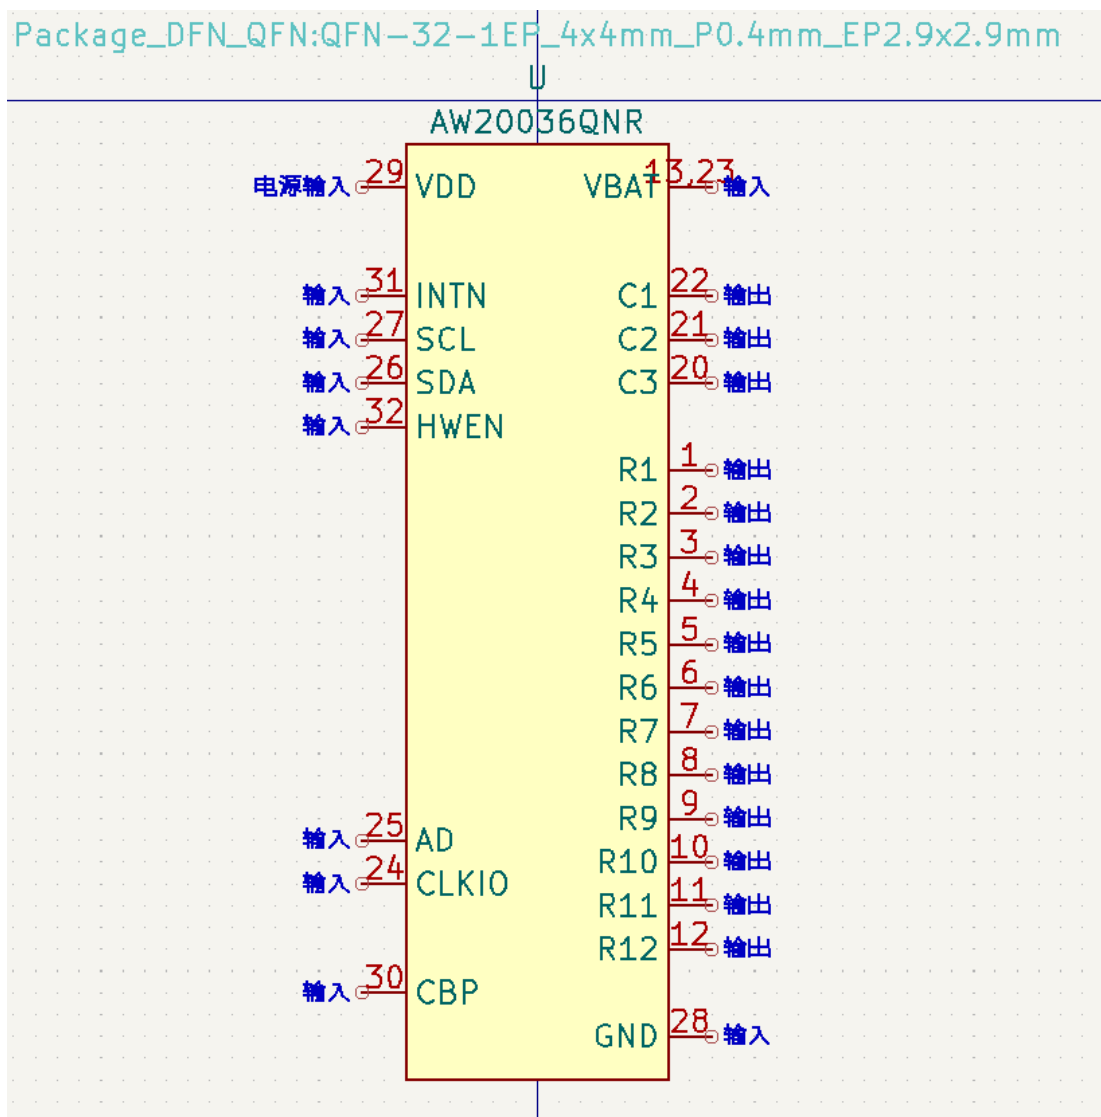 Package_DFN_QFN:QFN-32-1EP_4x4mm_P0.4mm_EP2.9x2.9mm
U
AW20036QNR
电源输入 29 VDD VBAT 13,23 输入
输入 31 INTN C1 22 输出
输入 27 SCL C2 21 输出
输入 26 SDA C3 20 输出
输入 32 HWEN
R1 1 输出
R2 2 输出
R3 3 输出
R4 4 输出
R5 5 输出
R6 6 输出
R7 7 输出
R8 8 输出
R9 9 输出
输入 25 AD
R10 10 输出
输入 24 CLKIO
R11 11 输出
R12 12 输出
输入 30 CBP
GND 28 输入